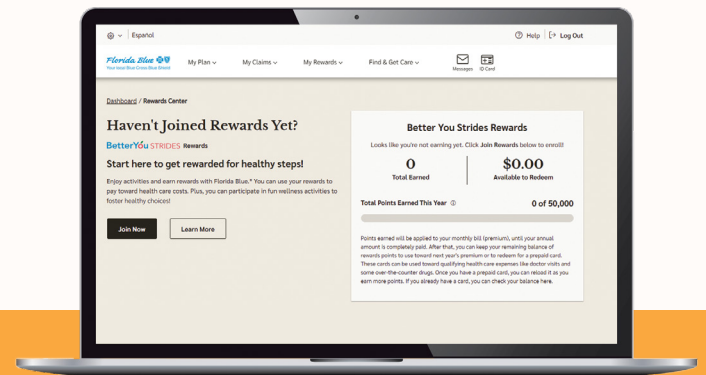 Español
Help
Log Out
Florida Blue
Your local Blue Cross Blue Shield
My Plan
My Claims
My Rewards
Find & Get Care
Messages
ID Card
Dashboard / Rewards Center
Haven't Joined Rewards Yet?
BetterYou STRIDES Rewards
Start here to get rewarded for healthy steps!
Enjoy activities and earn rewards with Florida Blue.* You can use your rewards to
pay toward health care costs. Plus, you can participate in fun wellness activities to
foster healthy choices!
Join Now
Learn More
Better You Strides Rewards
Looks like you're not earning yet. Click Join Rewards below to enroll!
0
Total Earned
$0.00
Available to Redeem
Total Points Earned This Year
0 of 50,000
Points earned will be applied to your monthly bill (premium), until your annual
amount is completely paid. After that, you can keep your remaining balance of
rewards points to use toward next year's premium or to redeem for a prepaid card.
These cards can be used toward qualifying health care expenses like doctor visits and
some over-the-counter drugs. Once you have a prepaid card, you can reload it as you
earn more points. If you already have a card, you can check your balance here.